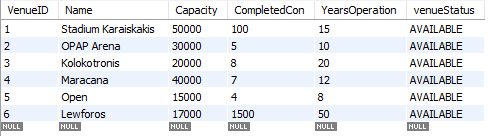 VenueID Name Capacity CompletedCon YearsOperation venueStatus
1 Stadium Karaiskakis 50000 100 15 AVAILABLE
2 OPAP Arena 30000 5 10 AVAILABLE
3 Kolokotronis 20000 8 20 AVAILABLE
4 Maracana 40000 7 12 AVAILABLE
5 Open 15000 4 8 AVAILABLE
6 Lewforos 17000 1500 50 AVAILABLE
NULL NULL NULL NULL NULL NULL